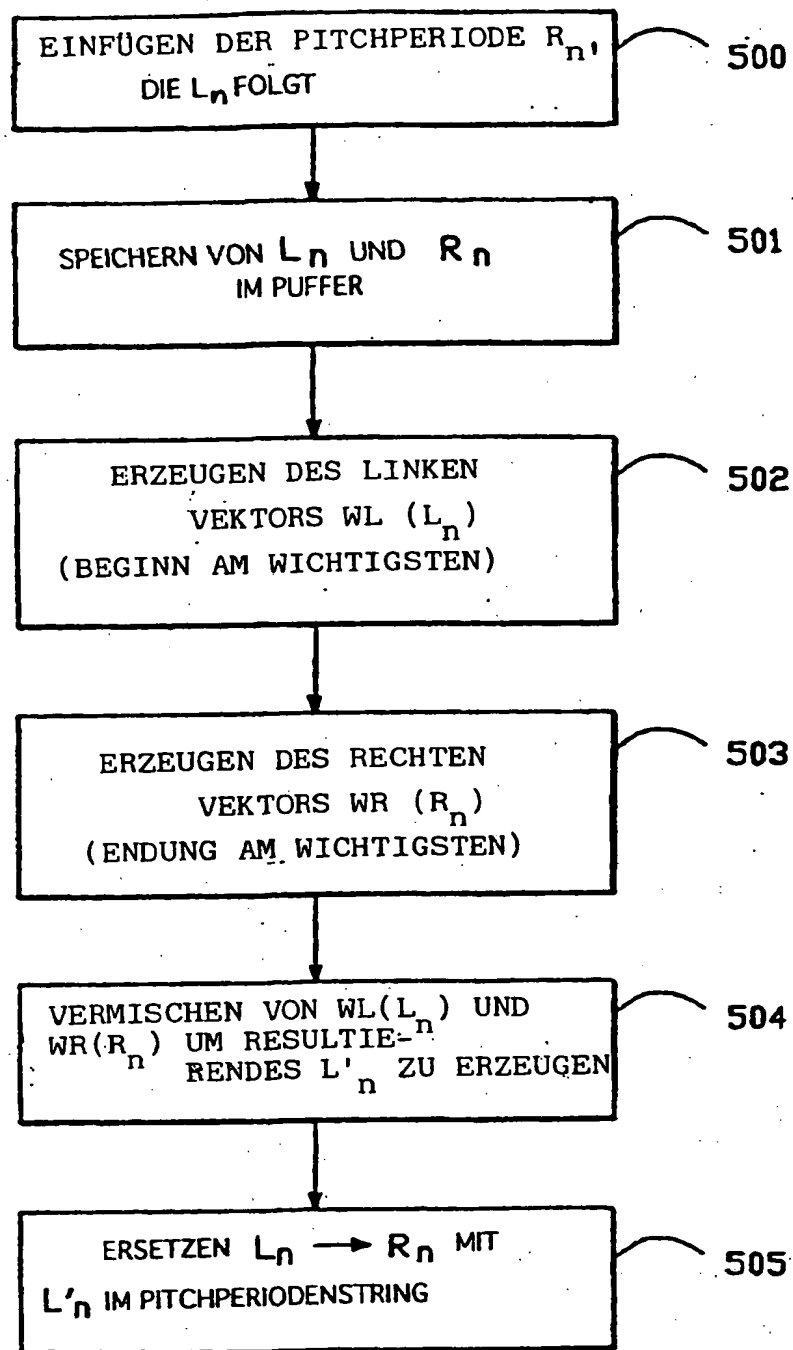 EINFÜGEN DER PITCHPERIODE Rn,
DIE Ln FOLGT
500
SPEICHERN VON Ln UND Rn
IM PUFFER
501
ERZEUGEN DES LINKEN
VEKTORS WL (Ln)
(BEGINN AM WICHTIGSTEN)
502
ERZEUGEN DES RECHTEN
VEKTORS WR (Rn)
(ENDUNG AM WICHTIGSTEN)
503
VERMISCHEN VON WL(Ln) UND
WR(Rn) UM RESULTIE-
RENDES L'n ZU ERZEUGEN
504
ERSETZEN Ln → Rn MIT
L'n IM PITCHPERIODENSTRING
505